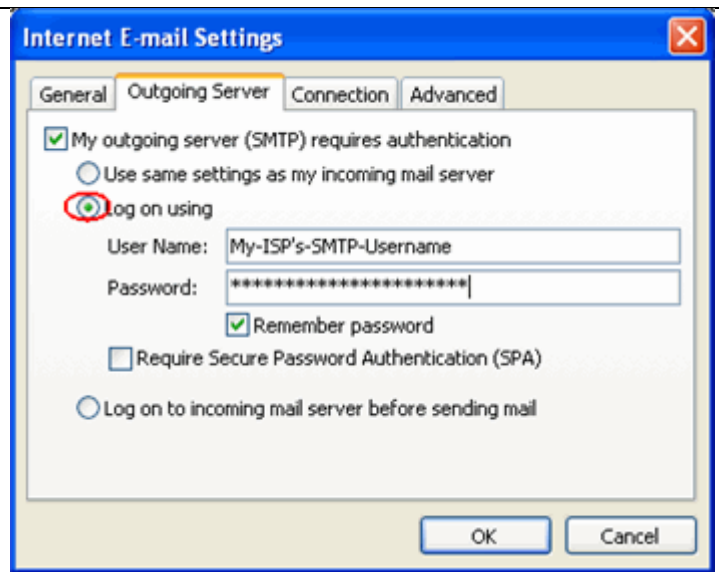 Internet E-mail Settings
General Outgoing Server Connection Advanced
My outgoing server (SMTP) requires authentication
Use same settings as my incoming mail server
Log on using
User Name: My-ISP's-SMTP-Username
Password: **********************
Remember password
Require Secure Password Authentication (SPA)
Log on to incoming mail server before sending mail
OK Cancel